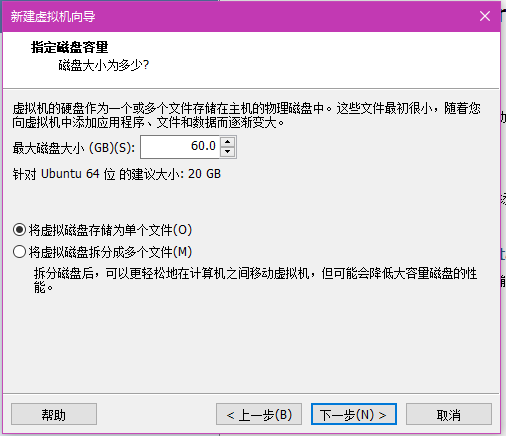 新建虚拟机向导
指定磁盘容量
磁盘大小为多少?
虚拟机的硬盘作为一个或多个文件存储在主机的物理磁盘中。这些文件最初很小，随着您
向虚拟机中添加应用程序、文件和数据而逐渐变大。
最大磁盘大小 (GB)(S): 60.0
针对 Ubuntu 64 位 的建议大小: 20 GB
将虚拟磁盘存储为单个文件(O)
将虚拟磁盘拆分成多个文件(M)
拆分磁盘后，可以更轻松地在计算机之间移动虚拟机，但可能会降低大容量磁盘的性
能。
帮助 < 上一步(B) 下一步(N) > 取消